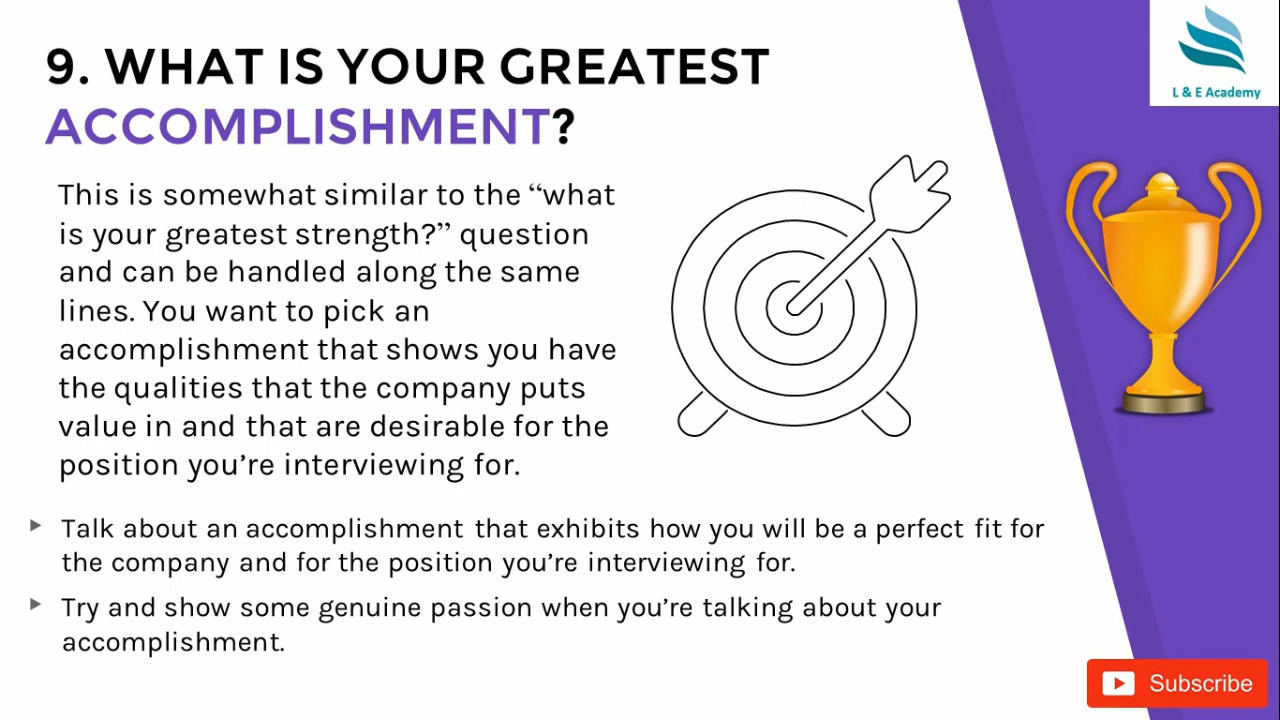 9. WHAT IS YOUR GREATEST
ACCOMPLISHMENT?
L & E Academy
This is somewhat similar to the “what
is your greatest strength?” question
and can be handled along the same
lines. You want to pick an
accomplishment that shows you have
the qualities that the company puts
value in and that are desirable for the
position you’re interviewing for.
Talk about an accomplishment that exhibits how you will be a perfect fit for
the company and for the position you’re interviewing for.
Try and show some genuine passion when you’re talking about your
accomplishment.
Subscribe